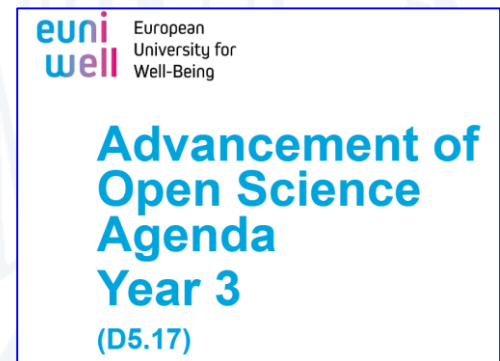 euni
well
European
University for
Well-Being
Advancement of
Open Science
Agenda
Year 3
(D5.17)